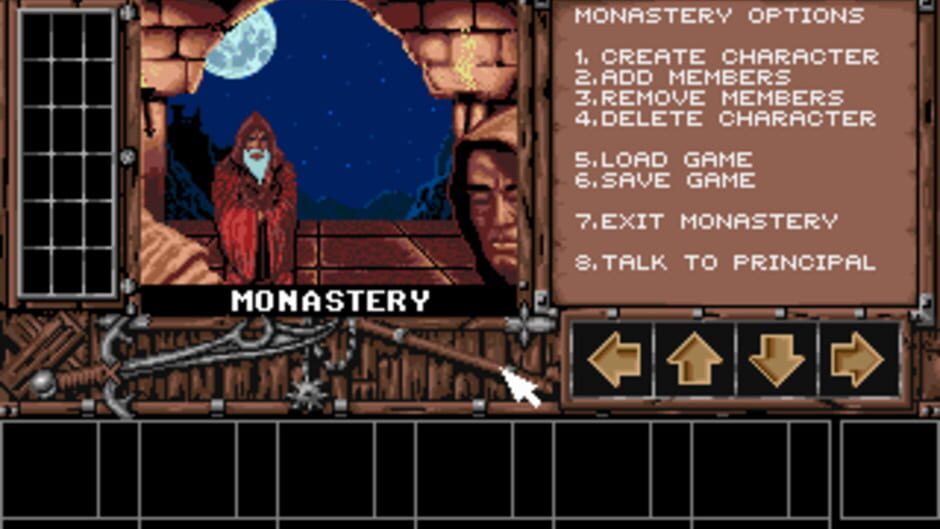 MONASTERY OPTIONS
1. CREATE CHARACTER
2.ADD MEMBERS
3.REMOVE MEMBERS
4.DELETE CHARACTER
5.LOAD GAME
6.SAVE GAME
7.EXIT MONASTERY
8.TALK TO PRINCIPAL
MONASTERY